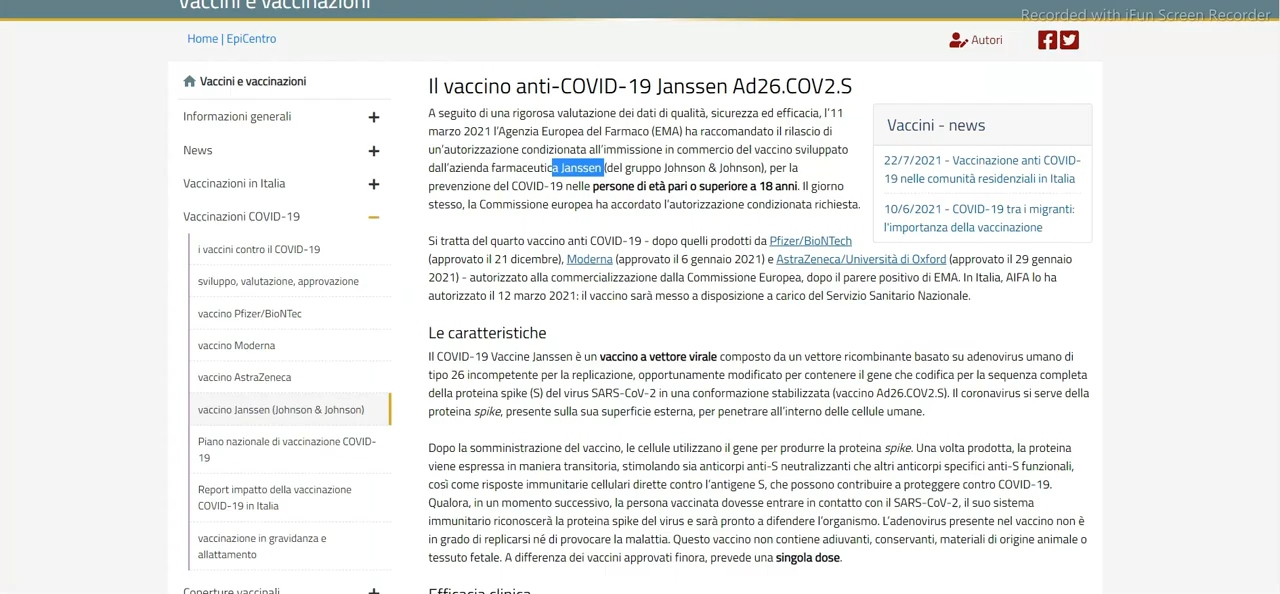 Vaccini e vaccinazioni
Recorded with iFun Screen Recorder
Home | EpiCentro
Autori
Vaccini e vaccinazioni
Informazioni generali
News
Vaccinazioni in Italia
Vaccinazioni COVID-19
i vaccini contro il COVID-19
sviluppo, valutazione, approvazione
vaccino Pfizer/BioNTec
vaccino Moderna
vaccino AstraZeneca
vaccino Janssen (Johnson & Johnson)
Piano nazionale di vaccinazione COVID-
19
Report impatto della vaccinazione
COVID-19 in Italia
vaccinazione in gravidanza e
allattamento
Coperture vaccinali
Il vaccino anti-COVID-19 Janssen Ad26.COV2.S
A seguito di una rigorosa valutazione dei dati di qualità, sicurezza ed efficacia, l’11
marzo 2021 l’Agenzia Europea del Farmaco (EMA) ha raccomandato il rilascio di
un’autorizzazione condizionata all’immissione in commercio del vaccino sviluppato
dall’azienda farmaceutica Janssen (del gruppo Johnson & Johnson), per la
prevenzione del COVID-19 nelle persone di età pari o superiore a 18 anni. Il giorno
stesso, la Commissione europea ha accordato l’autorizzazione condizionata richiesta.
Si tratta del quarto vaccino anti COVID-19 - dopo quelli prodotti da Pfizer/BioNTech
(approvato il 21 dicembre), Moderna (approvato il 6 gennaio 2021) e AstraZeneca/Università di Oxford (approvato il 29 gennaio
2021) - autorizzato alla commercializzazione dalla Commissione Europea, dopo il parere positivo di EMA. In Italia, AIFA lo ha
autorizzato il 12 marzo 2021: il vaccino sarà messo a disposizione a carico del Servizio Sanitario Nazionale.
Le caratteristiche
Il COVID-19 Vaccine Janssen è un vaccino a vettore virale composto da un vettore ricombinante basato su adenovirus umano di
tipo 26 incompetente per la replicazione, opportunamente modificato per contenere il gene che codifica per la sequenza completa
della proteina spike (S) del virus SARS-CoV-2 in una conformazione stabilizzata (vaccino Ad26.COV2.S). Il coronavirus si serve della
proteina spike, presente sulla sua superficie esterna, per penetrare all’interno delle cellule umane.
Dopo la somministrazione del vaccino, le cellule utilizzano il gene per produrre la proteina spike. Una volta prodotta, la proteina
viene espressa in maniera transitoria, stimolando sia anticorpi anti-S neutralizzanti che altri anticorpi specifici anti-S funzionali,
così come risposte immunitarie cellulari dirette contro l’antigene S, che possono contribuire a proteggere contro COVID-19.
Qualora, in un momento successivo, la persona vaccinata dovesse entrare in contatto con il SARS-CoV-2, il suo sistema
immunitario riconoscerà la proteina spike del virus e sarà pronto a difendere l’organismo. L’adenovirus presente nel vaccino non è
in grado di replicarsi né di provocare la malattia. Questo vaccino non contiene adiuvanti, conservanti, materiali di origine animale o
tessuto fetale. A differenza dei vaccini approvati finora, prevede una singola dose.
Efficacia clinica
Vaccini - news
22/7/2021 - Vaccinazione anti COVID-
19 nelle comunità residenziali in Italia
10/6/2021 - COVID-19 tra i migranti:
l’importanza della vaccinazione